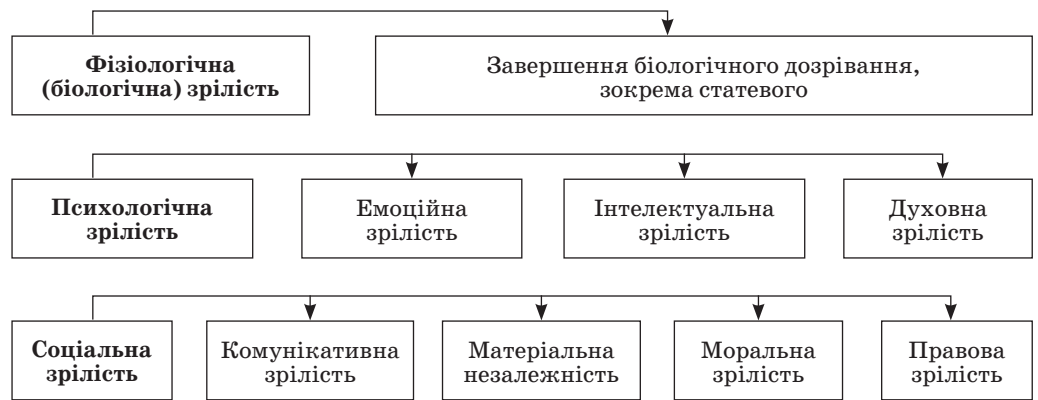 Фізіологічна
(біологічна) зрілість
Завершення біологічного дозрівання,
зокрема статевого
Психологічна
зрілість
Емоційна
зрілість
Інтелектуальна
зрілість
Духовна
зрілість
Соціальна
зрілість
Комунікативна
зрілість
Матеріальна
незалежність
Моральна
зрілість
Правова
зрілість